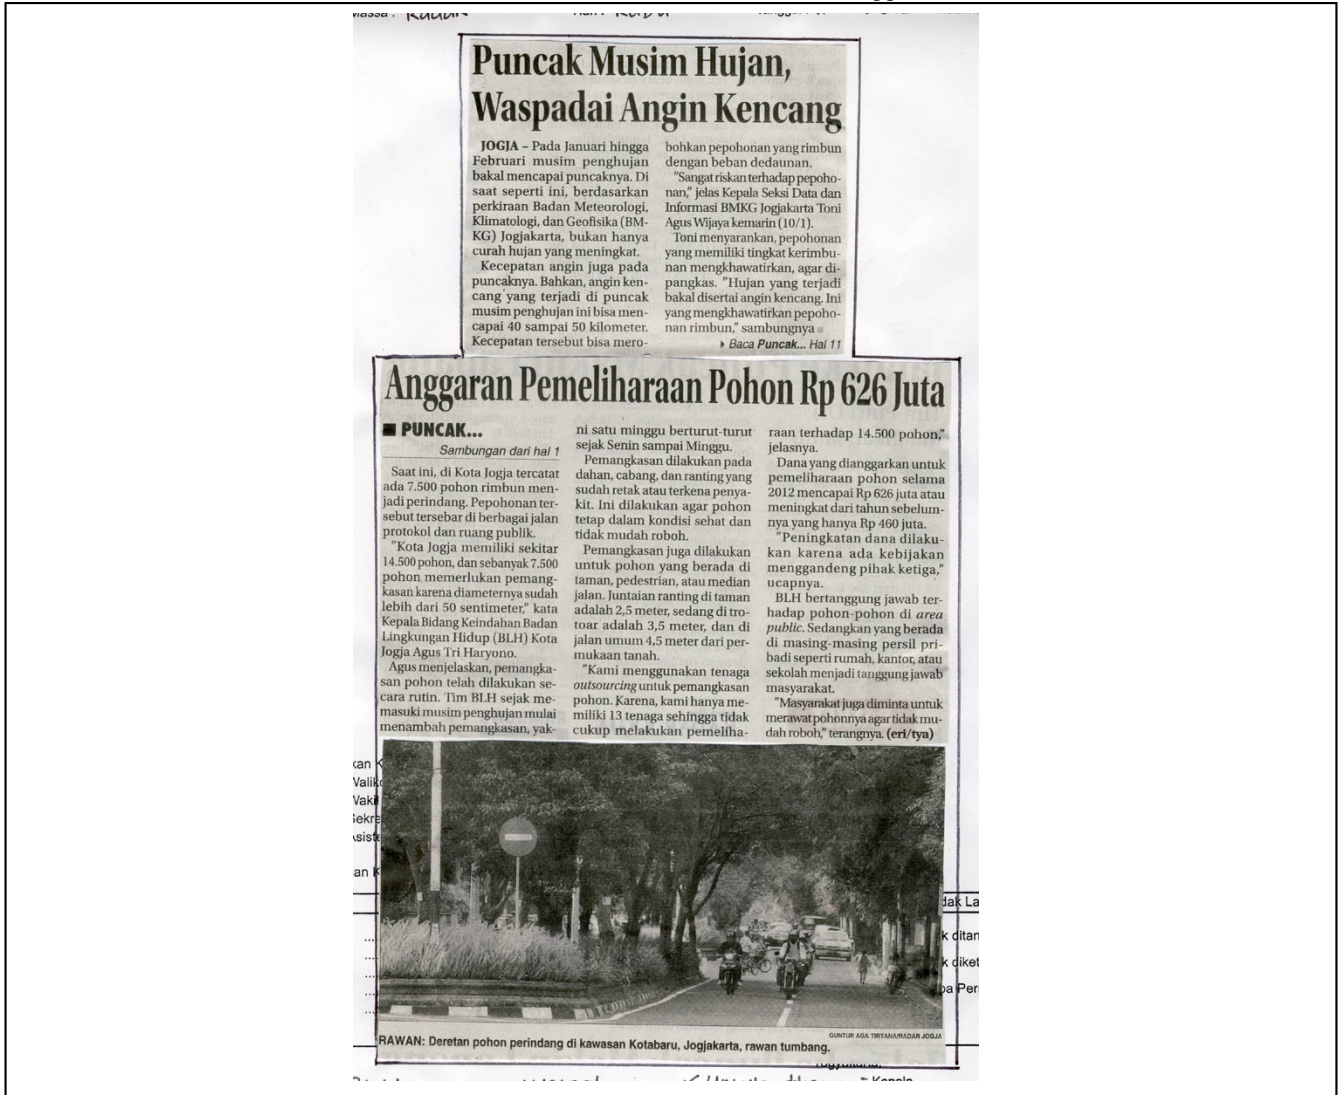 Puncak Musim Hujan,
Waspadai Angin Kencang
JOGJA – Pada Januari hingga
Februari musim penghujan
bakal mencapai puncaknya. Di
saat seperti ini, berdasarkan
perkiraan Badan Meteorologi,
Klimatologi, dan Geofisika (BM-
KG) Jogjakarta, bukan hanya
curah hujan yang meningkat.
Kecepatan angin juga pada
puncaknya. Bahkan, angin ken-
cang yang terjadi di puncak
musim penghujan ini bisa men-
capai 40 sampai 50 kilometer.
Kecepatan tersebut bisa mero-
bohkan pepohonan yang rimbun
dengan beban dedaunan.
"Sangat riskan terhadap pepoho-
nan," jelas Kepala Seksi Data dan
Informasi BMKG Jogjakarta Toni
Agus Wijaya kemarin (10/1).
Toni menyarankan, pepohonan
yang memiliki tingkat kerimbu-
nan mengkhawatirkan, agar di-
pangkas. "Hujan yang terjadi
bakal disertai angin kencang. Ini
yang mengkhawatirkan pepoho-
nan rimbun," sambungnya
Baca Puncak... Hal 11
Anggaran Pemeliharaan Pohon Rp 626 Juta
PUNCAK...
Sambungan dari hal 1
Saat ini, di Kota Jogja tercatat
ada 7.500 pohon rimbun men-
jadi perindang. Pepohonan ter-
sebut tersebar di berbagai jalan
protokol dan ruang publik.
"Kota Jogja memiliki sekitar
14.500 pohon, dan sebanyak 7.500
pohon memerlukan pemang-
kasan karena diameternya sudah
lebih dari 50 sentimeter," kata
Kepala Bidang Keindahan Badan
Lingkungan Hidup (BLH) Kota
Jogja Agus Tri Haryono.
Agus menjelaskan, pemangka-
san pohon telah dilakukan se-
cara rutin. Tim BLH sejak me-
masuki musim penghujan mulai
menambah pemangkasan, yak-
ni satu minggu berturut-turut
sejak Senin sampai Minggu.
Pemangkasan dilakukan pada
dahan, cabang, dan ranting yang
sudah retak atau terkena penya-
kit. Ini dilakukan agar pohon
tetap dalam kondisi sehat dan
tidak mudah roboh.
Pemangkasan juga dilakukan
untuk pohon yang berada di
taman, pedestrian, atau median
jalan. Juntaian ranting di taman
adalah 2,5 meter, sedang di tro-
toar adalah 3,5 meter, dan di
jalan umum 4,5 meter dari per-
mukaan tanah.
"Kami menggunakan tenaga
outsourcing untuk pemangkasan
pohon. Karena, kami hanya me-
miliki 13 tenaga sehingga tidak
cukup melakukan pemeliha-
raan terhadap 14.500 pohon,"
jelasnya.
Dana yang dianggarkan untuk
pemeliharaan pohon selama
2012 mencapai Rp 626 juta atau
meningkat dari tahun sebelum-
nya yang hanya Rp 460 juta.
"Peningkatan dana dilaku-
kan karena ada kebijakan
menggandeng pihak ketiga,"
ucapnya.
BLH bertanggung jawab ter-
hadap pohon-pohon di area
public. Sedangkan yang berada
di masing-masing persil pri-
badi seperti rumah, kantor, atau
sekolah menjadi tanggung jawab
masyarakat.
"Masyarakat juga diminta untuk
merawat pohonnya agar tidak mu-
dah roboh," terangnya. (eri/tya)
GUNTUR AGA TIRTANA/RADAR JOGJA
RAWAN: Deretan pohon perindang di kawasan Kotabaru, Jogjakarta, rawan tumbang.